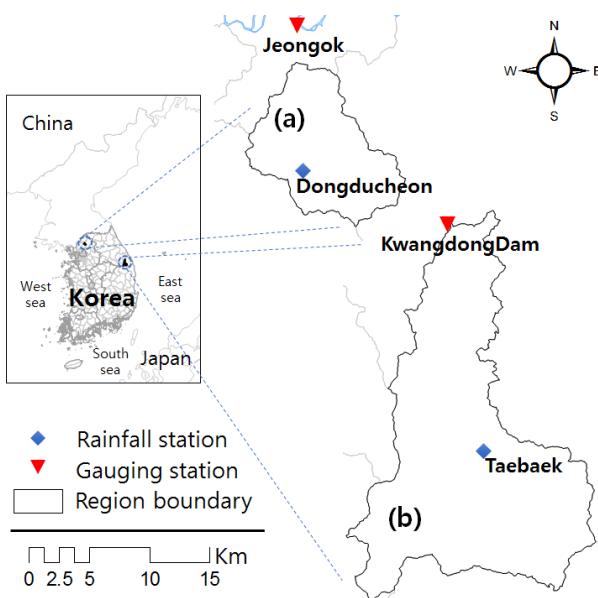 Jeongok
N
W
E
S
(a)
China
Dongducheon
KwangdongDam
West
sea
East
sea
Korea
South
sea
Japan
Rainfall station
Taebaek
Gauging station
Region boundary
(b)
Km
0 2.5 5 10 15